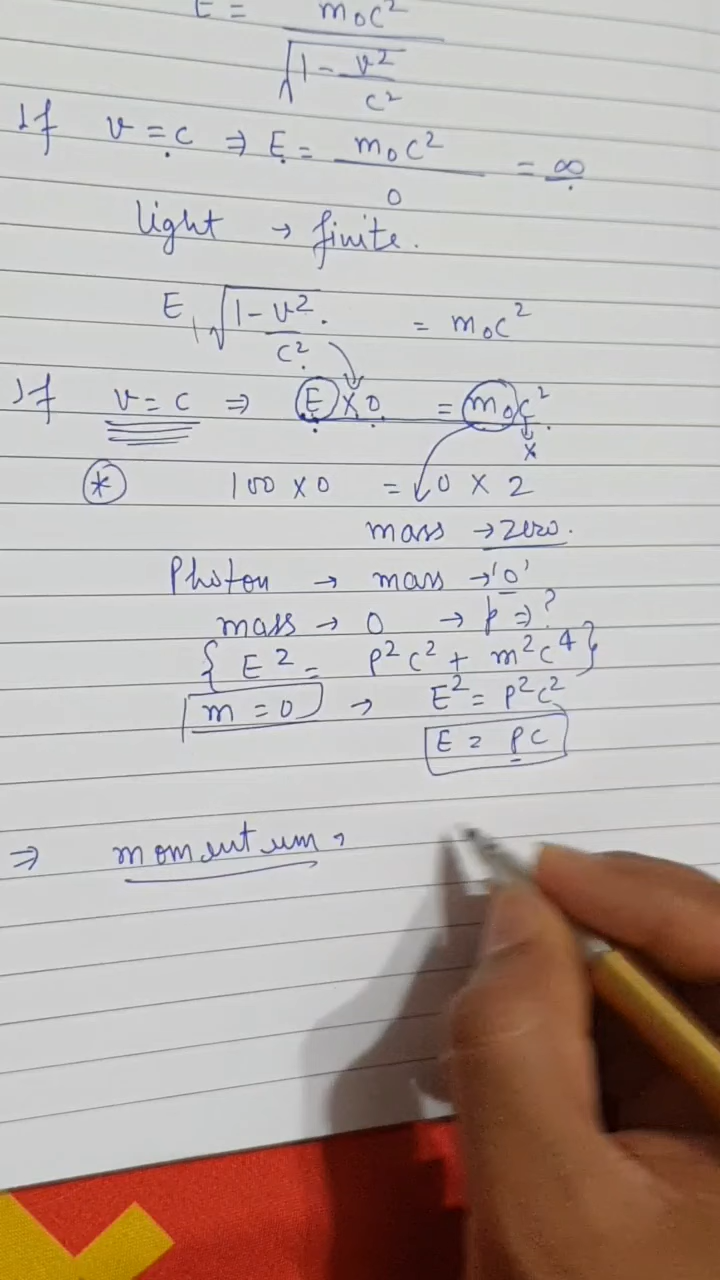 E = m₀c² / √(1 - v²/c²)
If v = c ⇒ E = m₀c² / 0 = ∞
light → finite.
E √(1 - v²/c²) = m₀c²
If v = c ⇒ E × 0 = m₀c²
x
* 100 × 0 = 0 × 2
mass → zero.
Photon → mass → '0'
mass → 0 → p ⇒ ?
{ E² = p²c² + m²c⁴ }
m = 0 → E² = p²c²
E = pc
⇒ momentum,